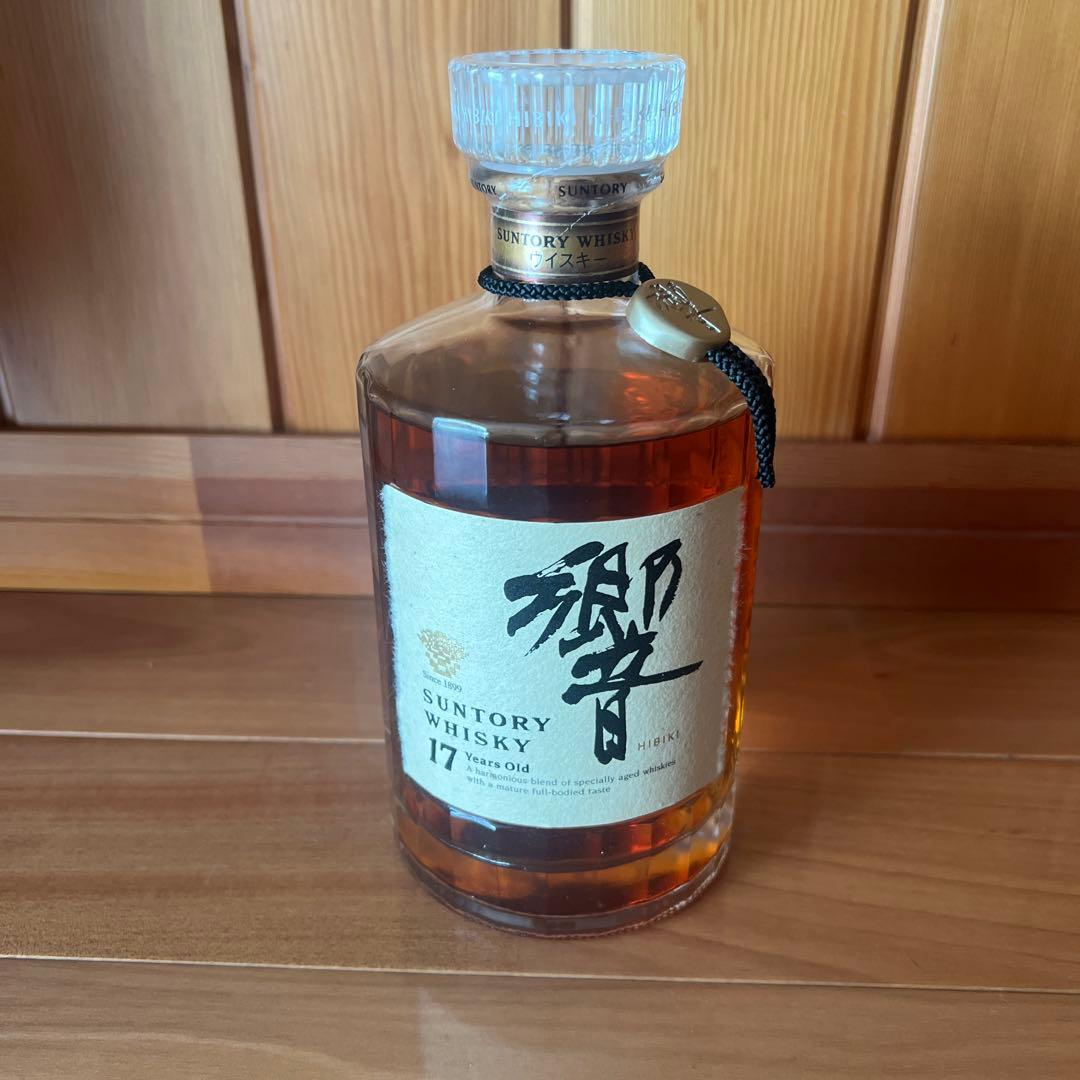 HIBIKI
SUNTORY
SUNTORY WHISKY
ウイスキー
響
Since 1899
SUNTORY
WHISKY
17 Years Old
HIBIKI
A harmonious blend of specially aged whiskies
with a mature full-bodied taste